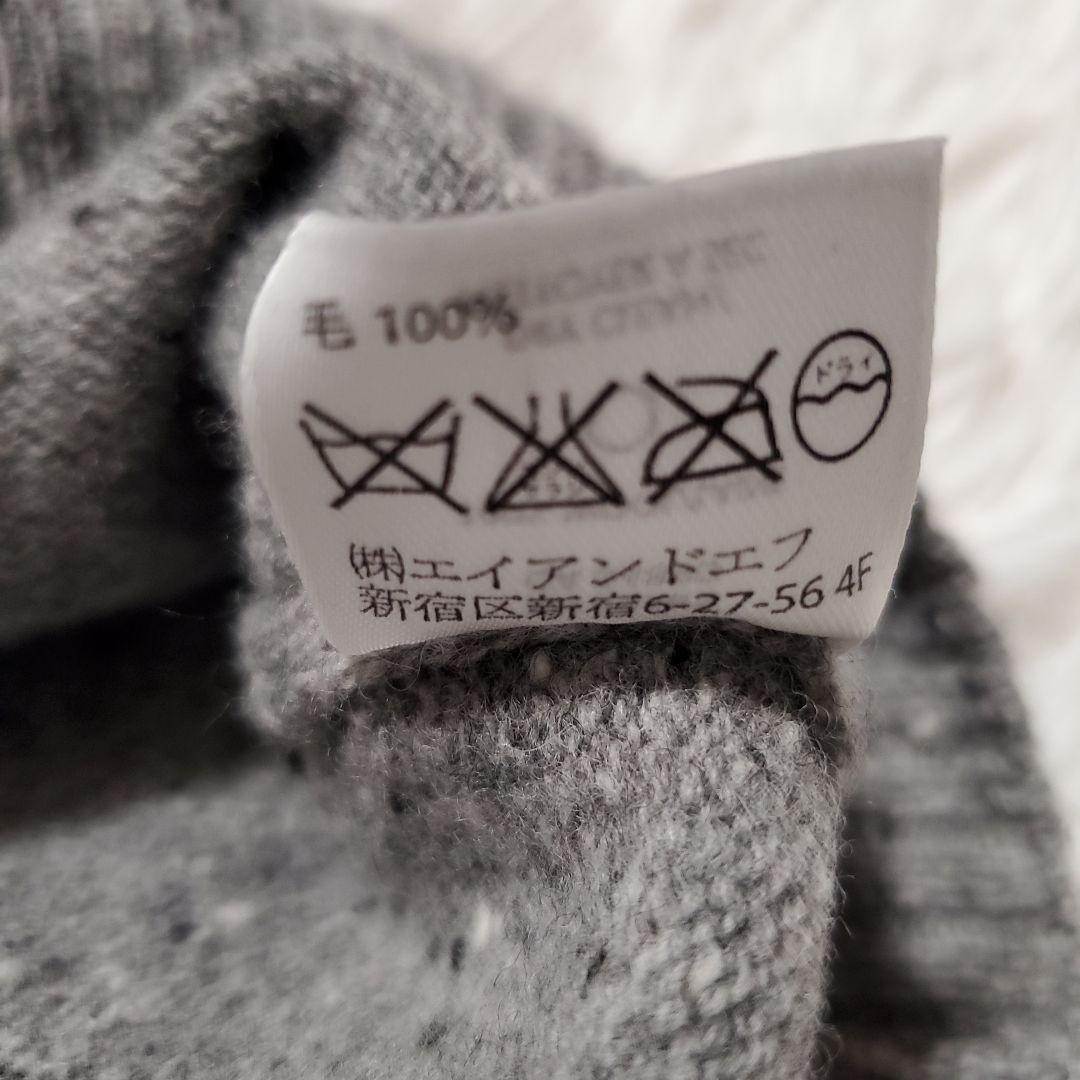 毛 100%
ドライ
(株)エイアンドエフ
新宿区新宿6-27-56 4F